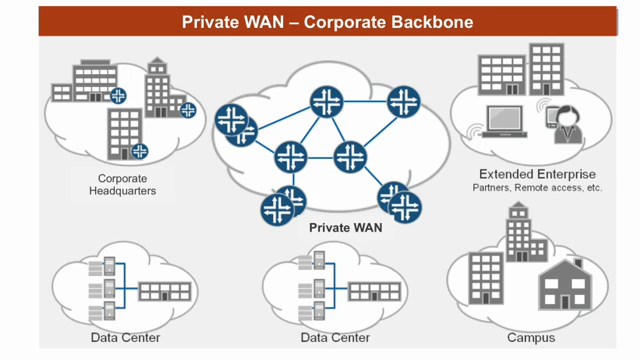 Private WAN – Corporate Backbone
Corporate
Headquarters
Extended Enterprise
Partners, Remote access, etc.
Private WAN
Data Center
Data Center
Campus